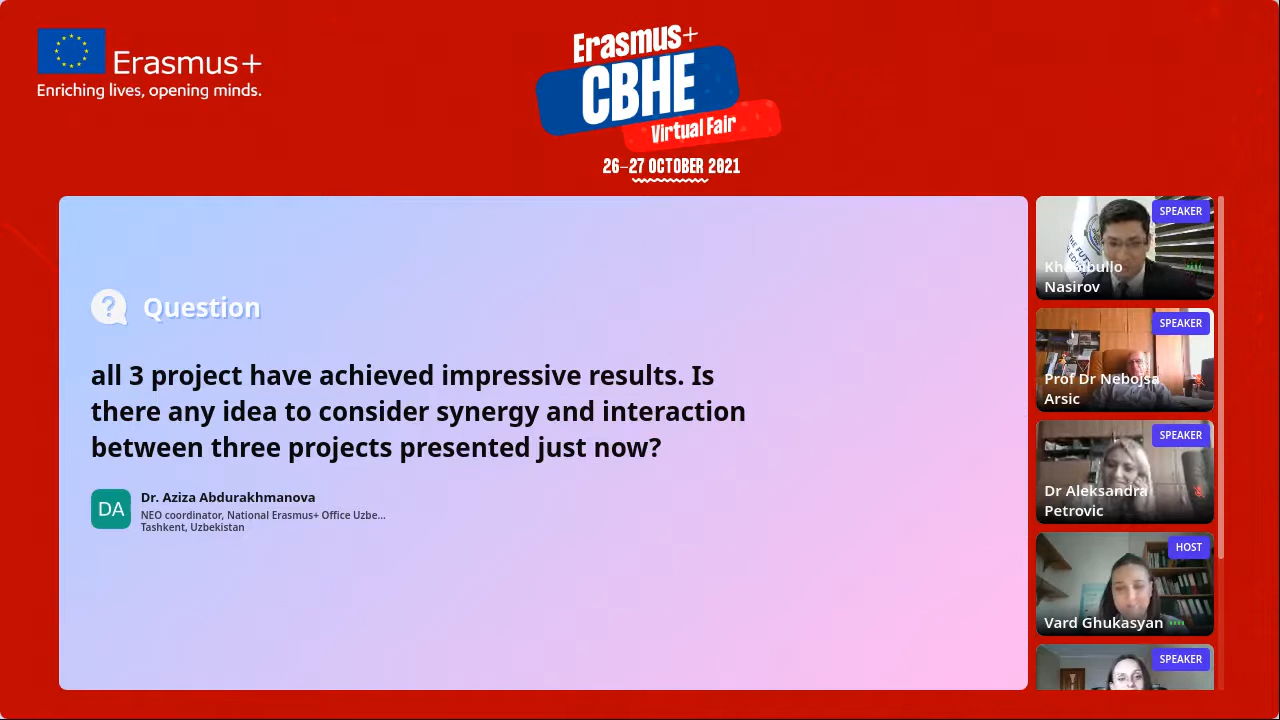 Erasmus+
Enriching lives, opening minds.
Erasmus+
CBHE
Virtual Fair
26–27 OCTOBER 2021
Question
all 3 project have achieved impressive results. Is
there any idea to consider synergy and interaction
between three projects presented just now?
DA
Dr. Aziza Abdurakhmanova
NEO coordinator, National Erasmus+ Office Uzbe...
Tashkent, Uzbekistan
SPEAKER
THE FUT
Nasirov
SPEAKER
Prof Dr Nebojsa
Arsic
SPEAKER
Dr Aleksandra
Petrovic
HOST
Vard Ghukasyan
SPEAKER